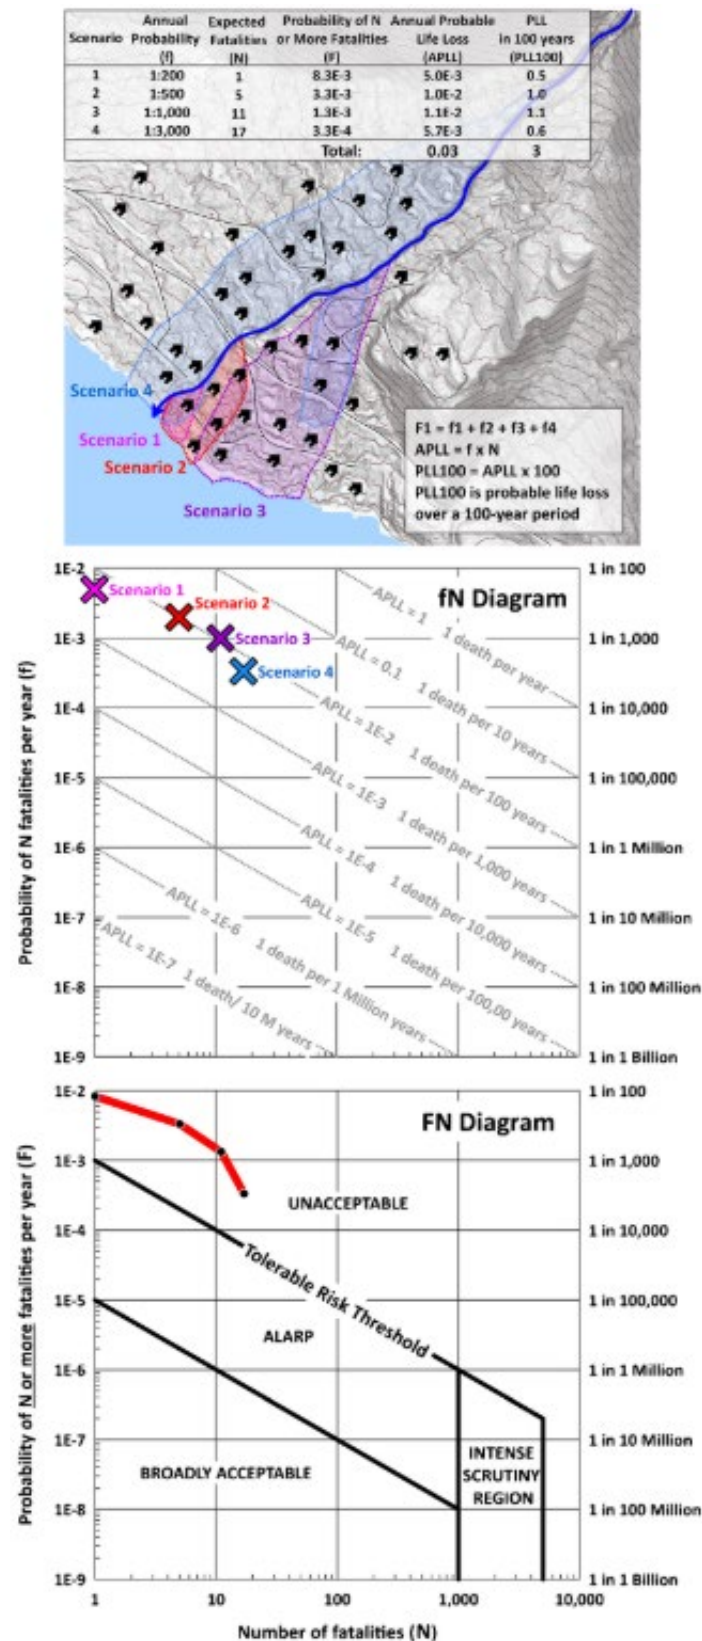 Annual Expected Probability of N Annual Probable PLL
Scenario Probability Fatalities or More Fatalities Life Loss in 100 years
(f) (N) (F) (APLL) (PLL100)
1 1:200 1 8.3E-3 5.0E-3 0.5
2 1:500 5 3.3E-3 1.0E-2 1.0
3 1:1,000 11 1.3E-3 1.1E-2 1.1
4 1:3,000 17 3.3E-4 5.7E-3 0.6
Total: 0.03 3
Scenario 4
Scenario 1
Scenario 2
Scenario 3
F1 = f1 + f2 + f3 + f4
APLL = f x N
PLL100 = APLL x 100
PLL100 is probable life loss
over a 100-year period
fN Diagram
Probability of N fatalities per year (f)
1E-2
1E-3
1E-4
1E-5
1E-6
1E-7
1E-8
1E-9
Scenario 1
Scenario 2
Scenario 3
Scenario 4
APLL = 1 1 death per year
APLL = 0.1 1 death per 10 years
APLL = 1E-2 1 death per 100 years
APLL = 1E-3 1 death per 1,000 years
APLL = 1E-4 1 death per 10,000 years
APLL = 1E-5 1 death per 100,00 years
APLL = 1E-6 1 death per 1 Million years
APLL = 1E-7 1 death/ 10 M years
1 in 100
1 in 1,000
1 in 10,000
1 in 100,000
1 in 1 Million
1 in 10 Million
1 in 100 Million
1 in 1 Billion
FN Diagram
Probability of N or more fatalities per year (F)
1E-2
1E-3
1E-4
1E-5
1E-6
1E-7
1E-8
1E-9
UNACCEPTABLE
Tolerable Risk Threshold
ALARP
BROADLY ACCEPTABLE
INTENSE
SCRUTINY
REGION
1 in 100
1 in 1,000
1 in 10,000
1 in 100,000
1 in 1 Million
1 in 10 Million
1 in 100 Million
1 in 1 Billion
1 10 100 1,000 10,000
Number of fatalities (N)